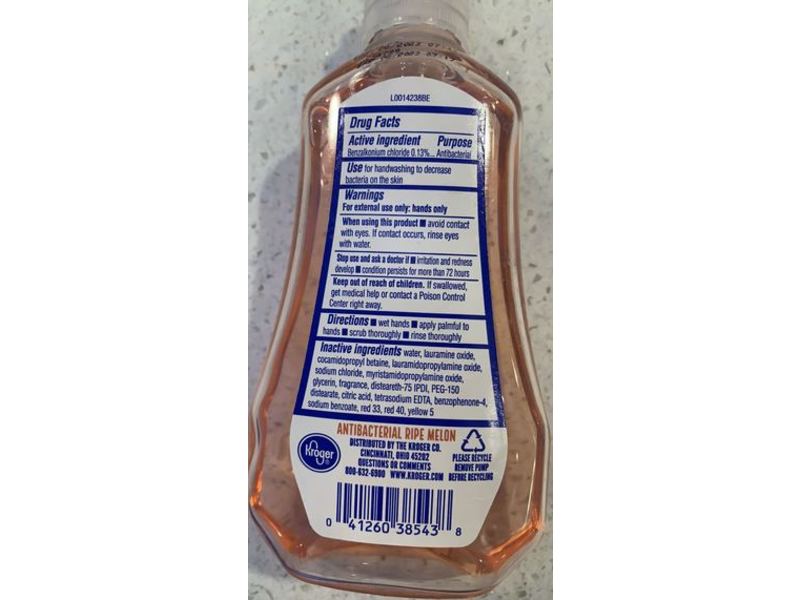 L0014238BE
Drug Facts
Active ingredient Purpose
Benzalkonium chloride 0.13%... Antibacterial
Use for handwashing to decrease
bacteria on the skin
Warnings
For external use only: hands only
When using this product ■ avoid contact
with eyes. If contact occurs, rinse eyes
with water.
Stop use and ask a doctor if ■ irritation and redness
develop ■ condition persists for more than 72 hours
Keep out of reach of children. If swallowed,
get medical help or contact a Poison Control
Center right away.
Directions ■ wet hands ■ apply palmful to
hands ■ scrub thoroughly ■ rinse thoroughly
Inactive ingredients water, lauramine oxide,
cocamidopropyl betaine, lauramidopropylamine oxide,
sodium chloride, myristamidopropylamine oxide,
glycerin, fragrance, disteareth-75 IPDI, PEG-150
distearate, citric acid, tetrasodium EDTA, benzophenone-4,
sodium benzoate, red 33, red 40, yellow 5
ANTIBACTERIAL RIPE MELON
Kroger®
DISTRIBUTED BY THE KROGER CO.
CINCINNATI, OHIO 45202
QUESTIONS OR COMMENTS
800-632-6900 WWW.KROGER.COM
PLEASE RECYCLE
REMOVE PUMP
BEFORE RECYCLING
0 41260 38543 8